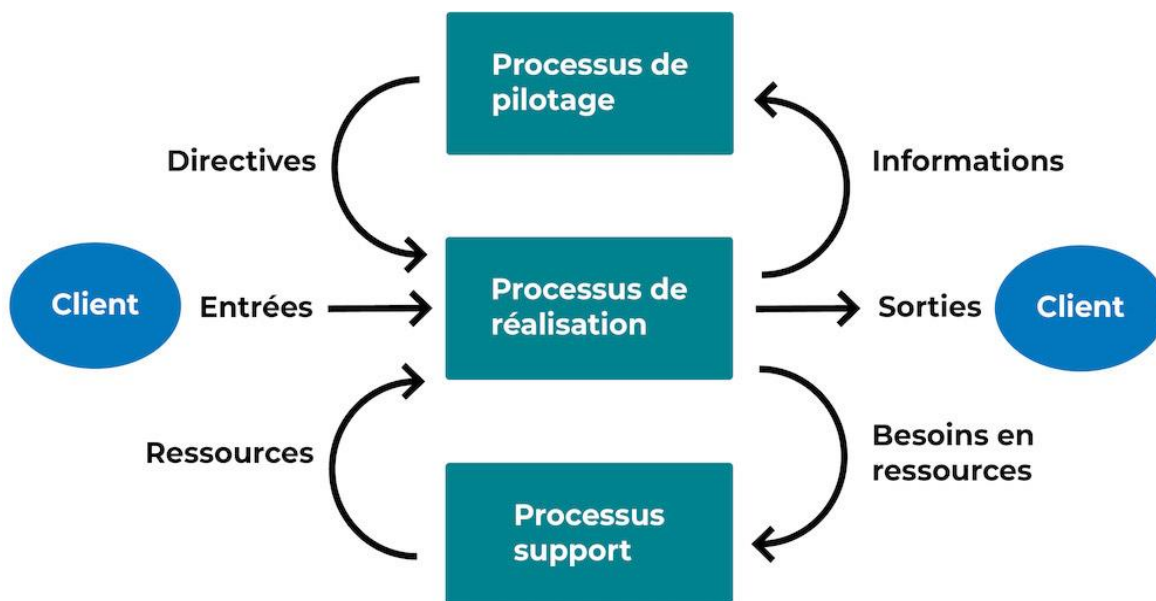 Processus de
pilotage
Directives
Informations
Client
Entrées
Processus de
réalisation
Sorties
Client
Ressources
Besoins en
ressources
Processus
support